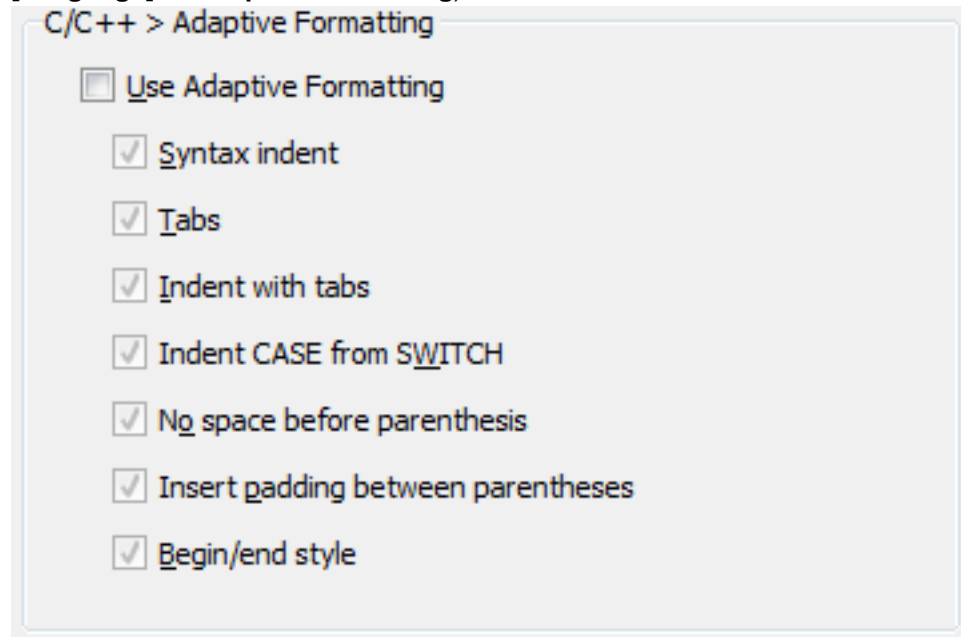 C/C++ > Adaptive Formatting
Use Adaptive Formatting
Syntax indent
Tabs
Indent with tabs
Indent CASE from SWITCH
No space before parenthesis
Insert padding between parentheses
Begin/end style